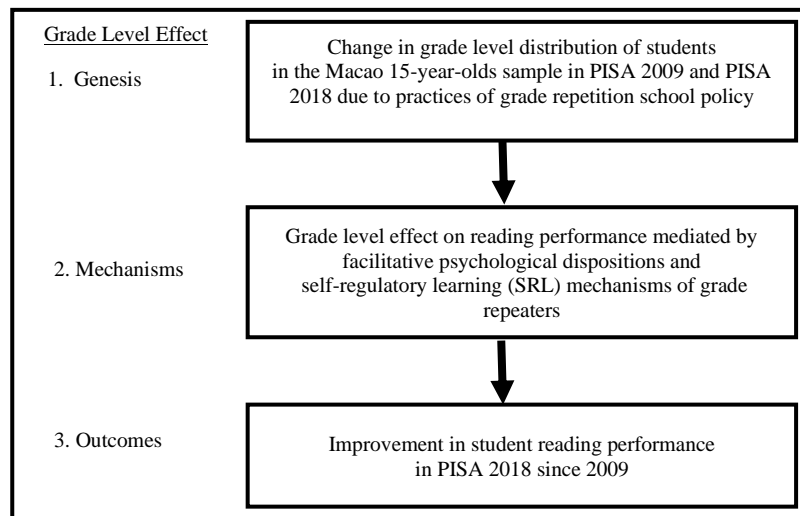 Grade Level Effect
1. Genesis
Change in grade level distribution of students
in the Macao 15-year-olds sample in PISA 2009 and PISA
2018 due to practices of grade repetition school policy
2. Mechanisms
Grade level effect on reading performance mediated by
facilitative psychological dispositions and
self-regulatory learning (SRL) mechanisms of grade
repeaters
3. Outcomes
Improvement in student reading performance
in PISA 2018 since 2009